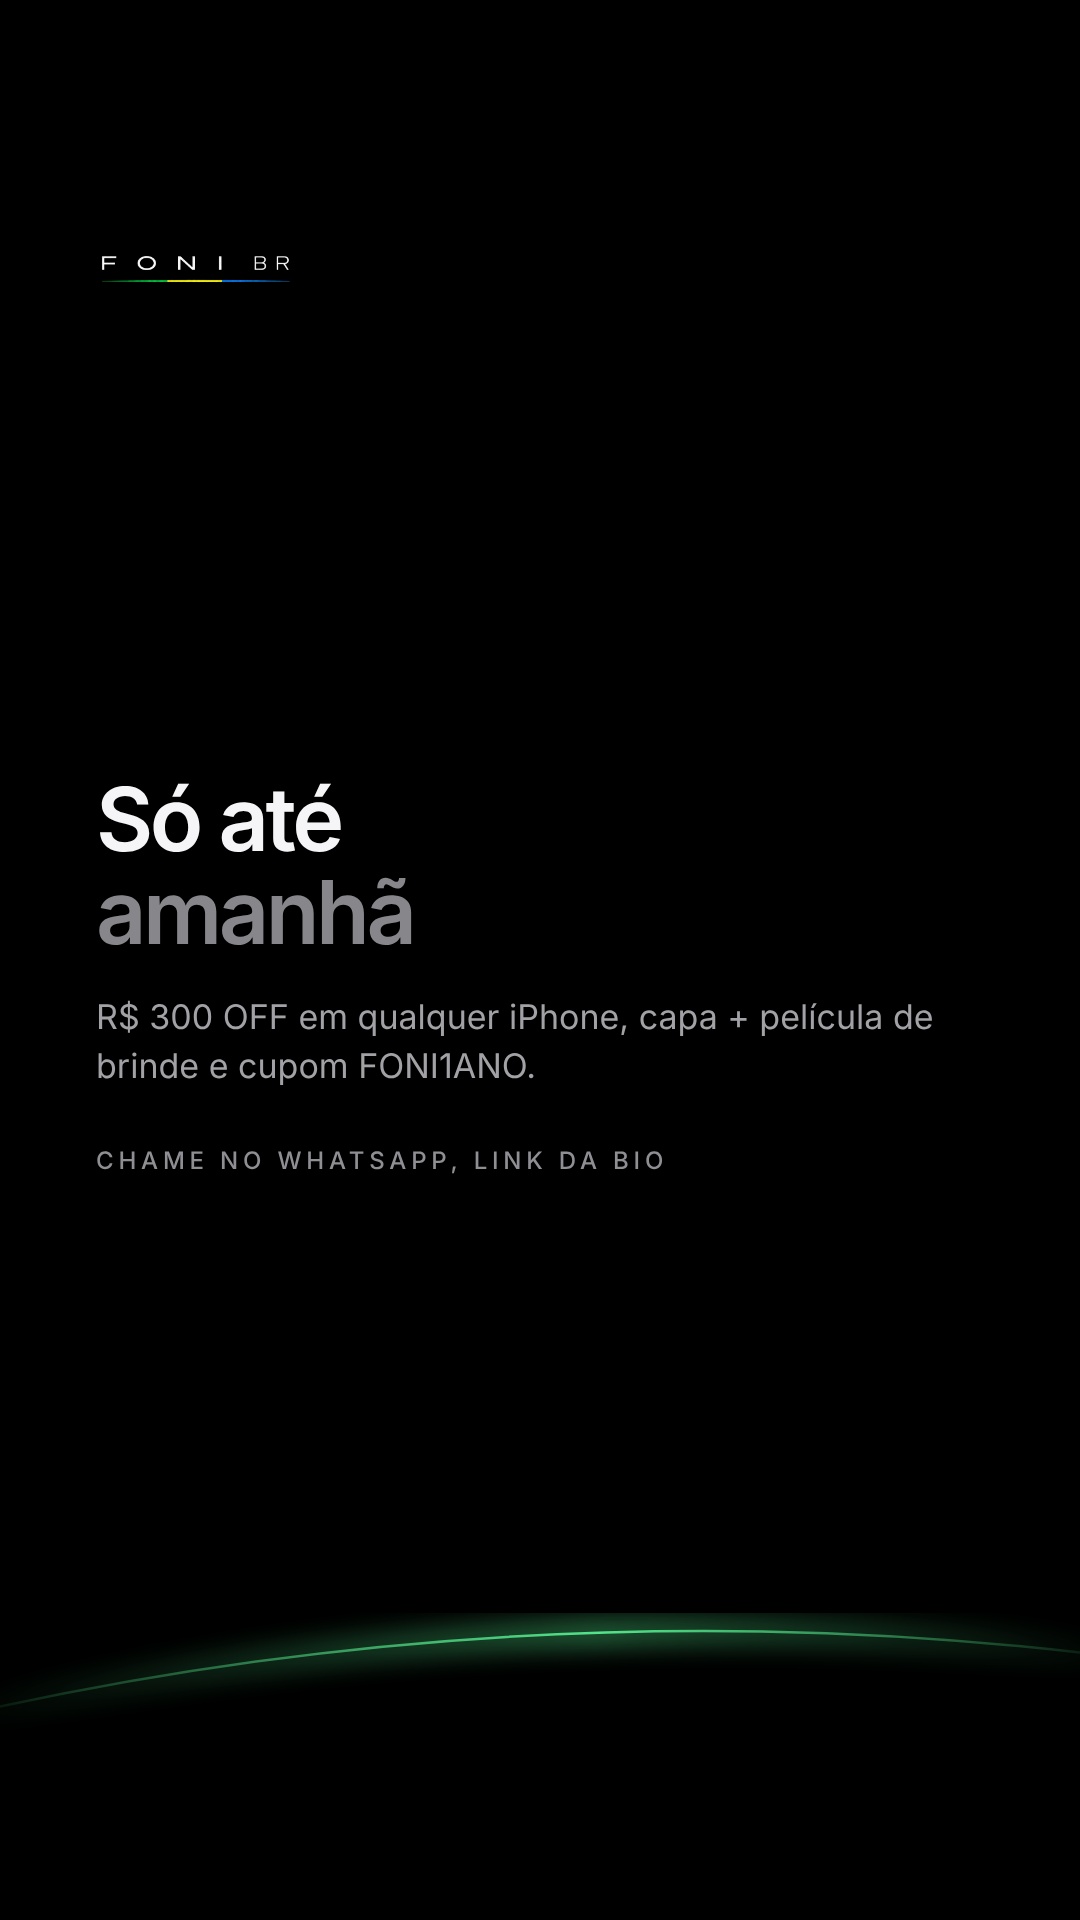 FONI BR
Só até
amanhã
R$ 300 OFF em qualquer iPhone, capa + película de
brinde e cupom FONI1ANO.
CHAME NO WHATSAPP, LINK DA BIO